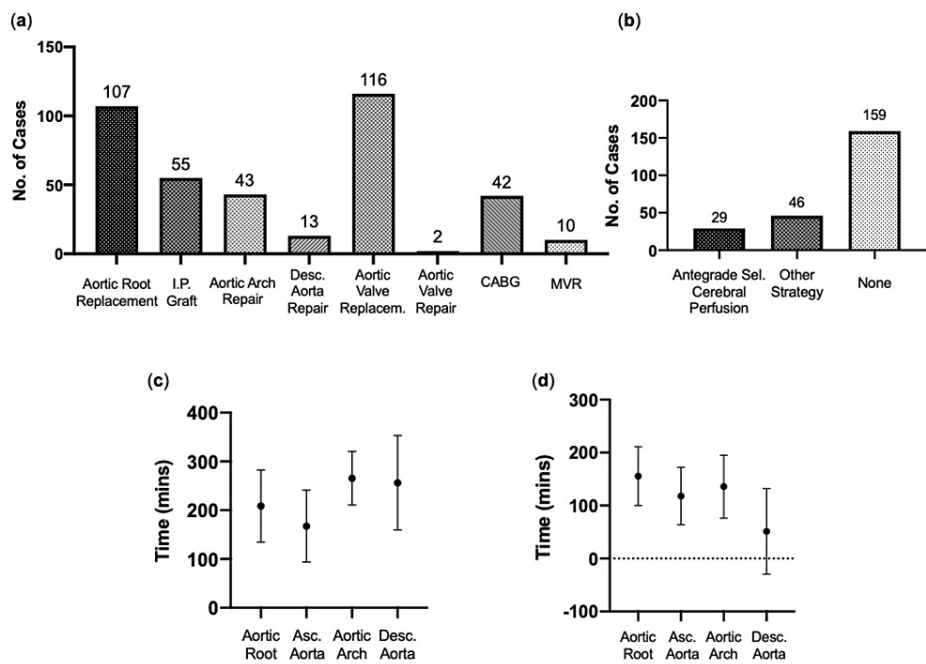 (a)
No. of Cases
150
100
50
0
107
55
43
13
116
2
42
10
Aortic Root
Replacement
I.P.
Graft
Aortic Arch
Repair
Desc.
Aorta
Repair
Aortic
Valve
Replacem.
Aortic
Valve
Repair
CABG
MVR
(b)
No. of Cases
200
150
100
50
0
29
46
159
Antegrade Sel.
Cerebral
Perfusion
Other
Strategy
None
(c)
Time (mins)
400
300
200
100
0
Aortic
Root
Asc.
Aorta
Aortic
Arch
Desc.
Aorta
(d)
Time (mins)
300
200
100
0
-100
Aortic
Root
Asc.
Aorta
Aortic
Arch
Desc.
Aorta